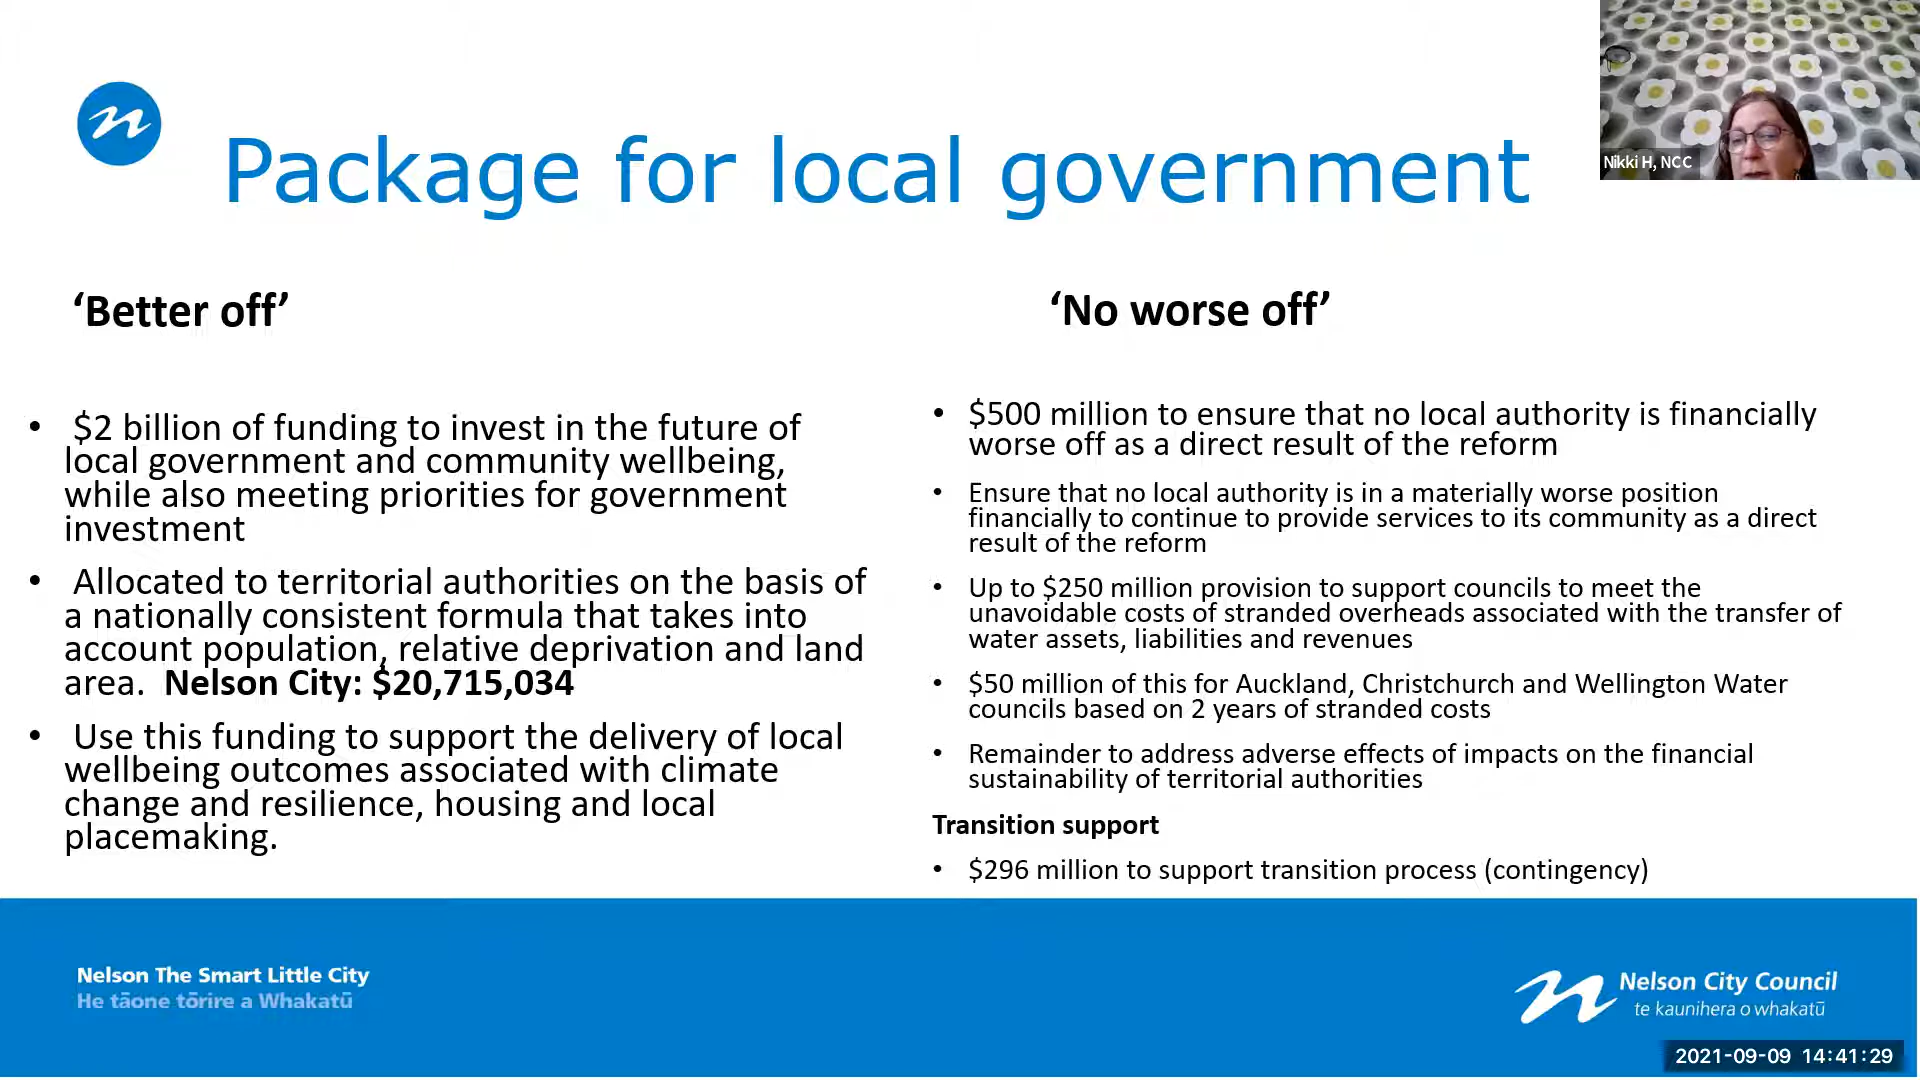 Package for local government
Nikki H, NCC
‘Better off’
• $2 billion of funding to invest in the future of
local government and community wellbeing,
while also meeting priorities for government
investment
• Allocated to territorial authorities on the basis of
a nationally consistent formula that takes into
account population, relative deprivation and land
area. Nelson City: $20,715,034
• Use this funding to support the delivery of local
wellbeing outcomes associated with climate
change and resilience, housing and local
placemaking.
‘No worse off’
• $500 million to ensure that no local authority is financially
worse off as a direct result of the reform
• Ensure that no local authority is in a materially worse position
financially to continue to provide services to its community as a direct
result of the reform
• Up to $250 million provision to support councils to meet the
unavoidable costs of stranded overheads associated with the transfer of
water assets, liabilities and revenues
• $50 million of this for Auckland, Christchurch and Wellington Water
councils based on 2 years of stranded costs
• Remainder to address adverse effects of impacts on the financial
sustainability of territorial authorities
Transition support
• $296 million to support transition process (contingency)
Nelson The Smart Little City
He tāone tōrire a Whakatū
Nelson City Council
te kaunihera o whakatū
2021-09-09 14:41:29